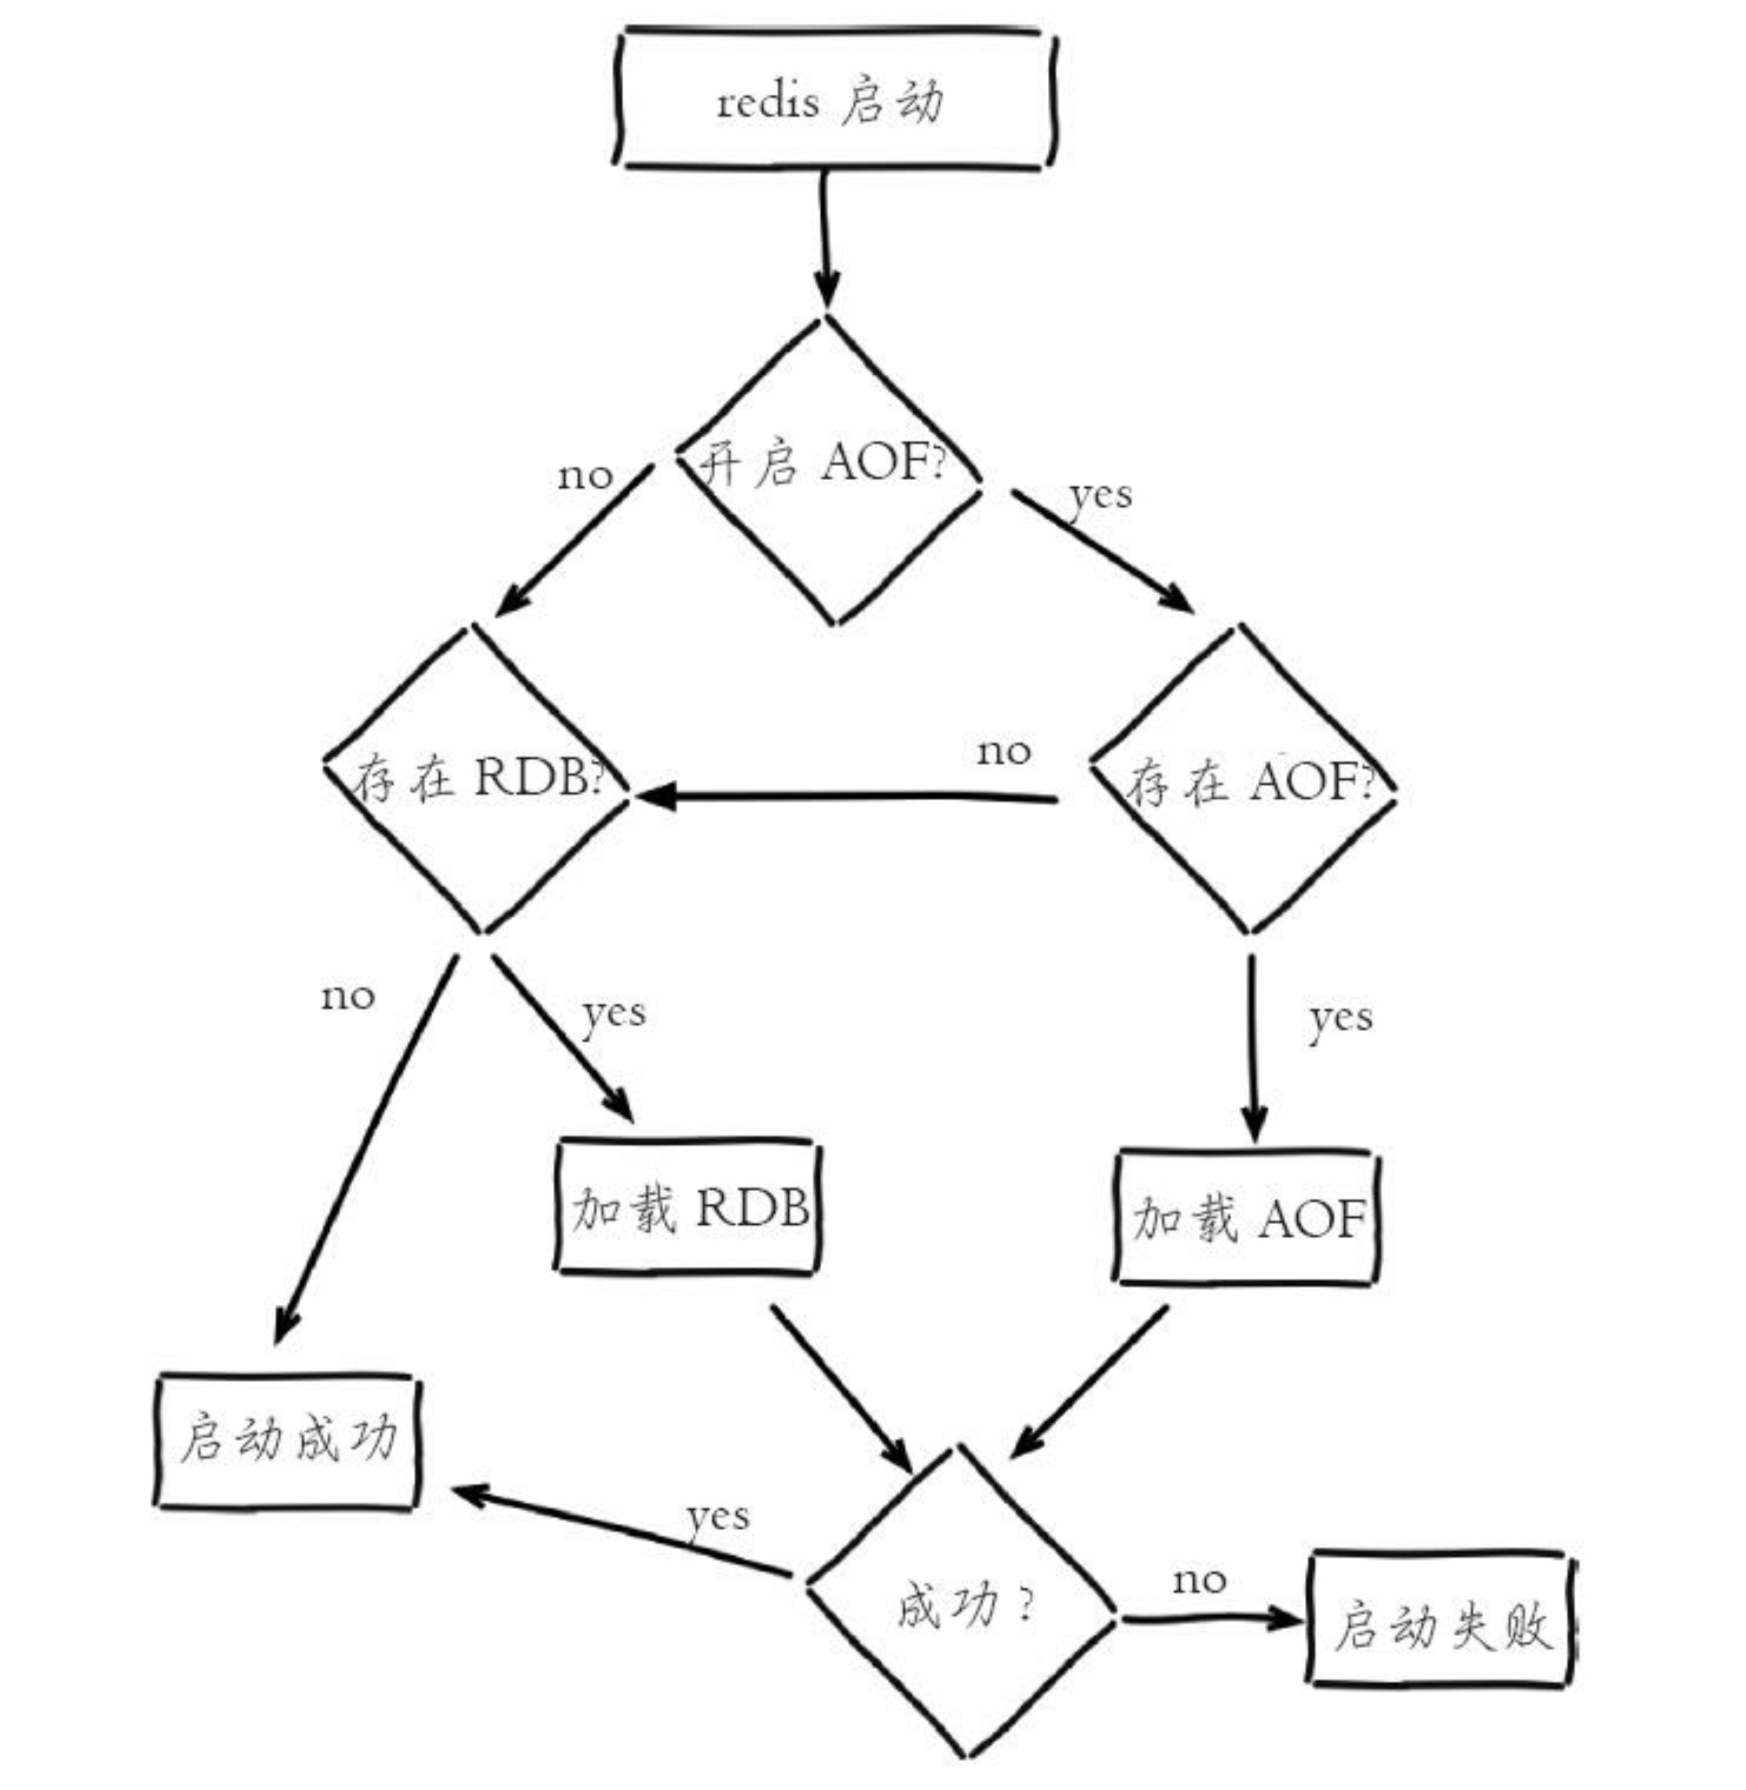 redis 启动
开启 AOF?
no
yes
存在 RDB?
no
存在 AOF?
no
yes
yes
加载 RDB
加载 AOF
启动成功
yes
成功?
no
启动失败